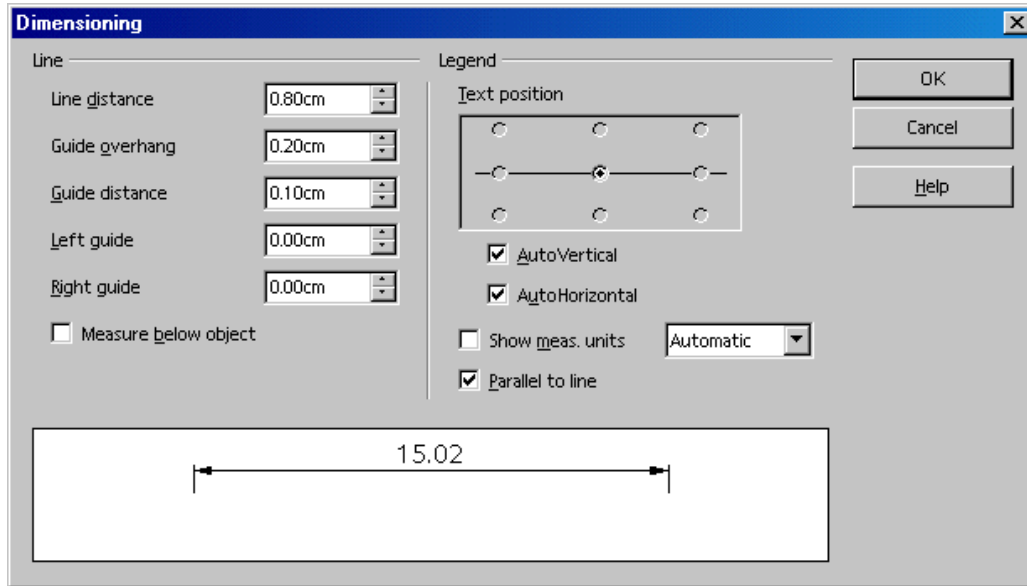 Dimensioning
Line
Line distance 0.80cm
Guide overhang 0.20cm
Guide distance 0.10cm
Left guide 0.00cm
Right guide 0.00cm
Measure below object
Legend
Text position
AutoVertical
AutoHorizontal
Show meas. units Automatic
Parallel to line
OK
Cancel
Help
15.02